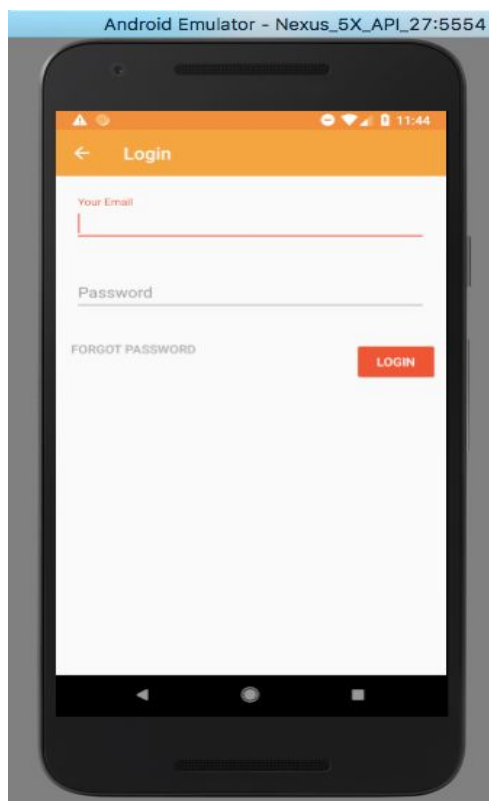 Android Emulator - Nexus_5X_API_27:5554
11:44
Login
Your Email
Password
FORGOT PASSWORD
LOGIN